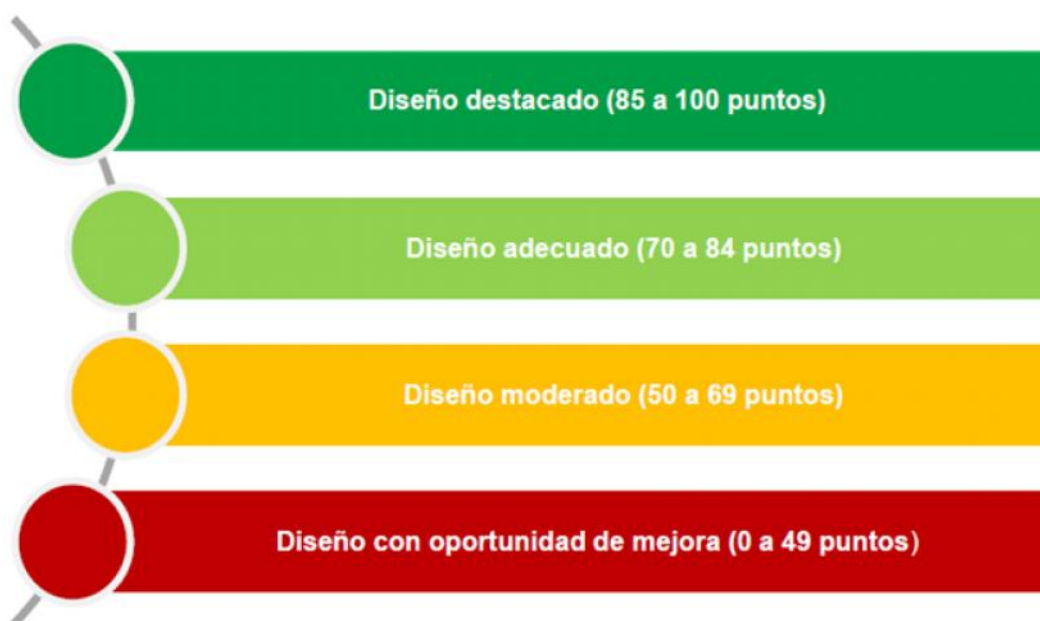 Diseño destacado (85 a 100 puntos)
Diseño adecuado (70 a 84 puntos)
Diseño moderado (50 a 69 puntos)
Diseño con oportunidad de mejora (0 a 49 puntos)